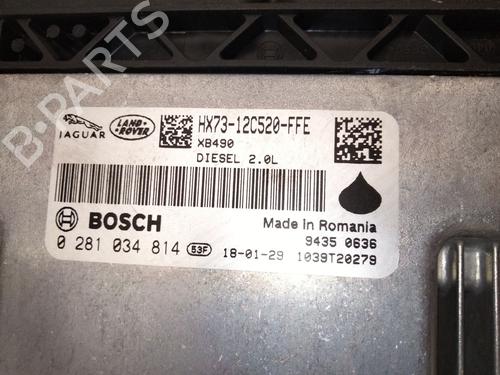 B-PARTS
JAGUAR
LAND ROVER
HX73-12C520-FFE
XB490
DIESEL 2.0L
BOSCH
Made in Romania
0 281 034 814 53F
9435 0636
18-01-29 1039T20279